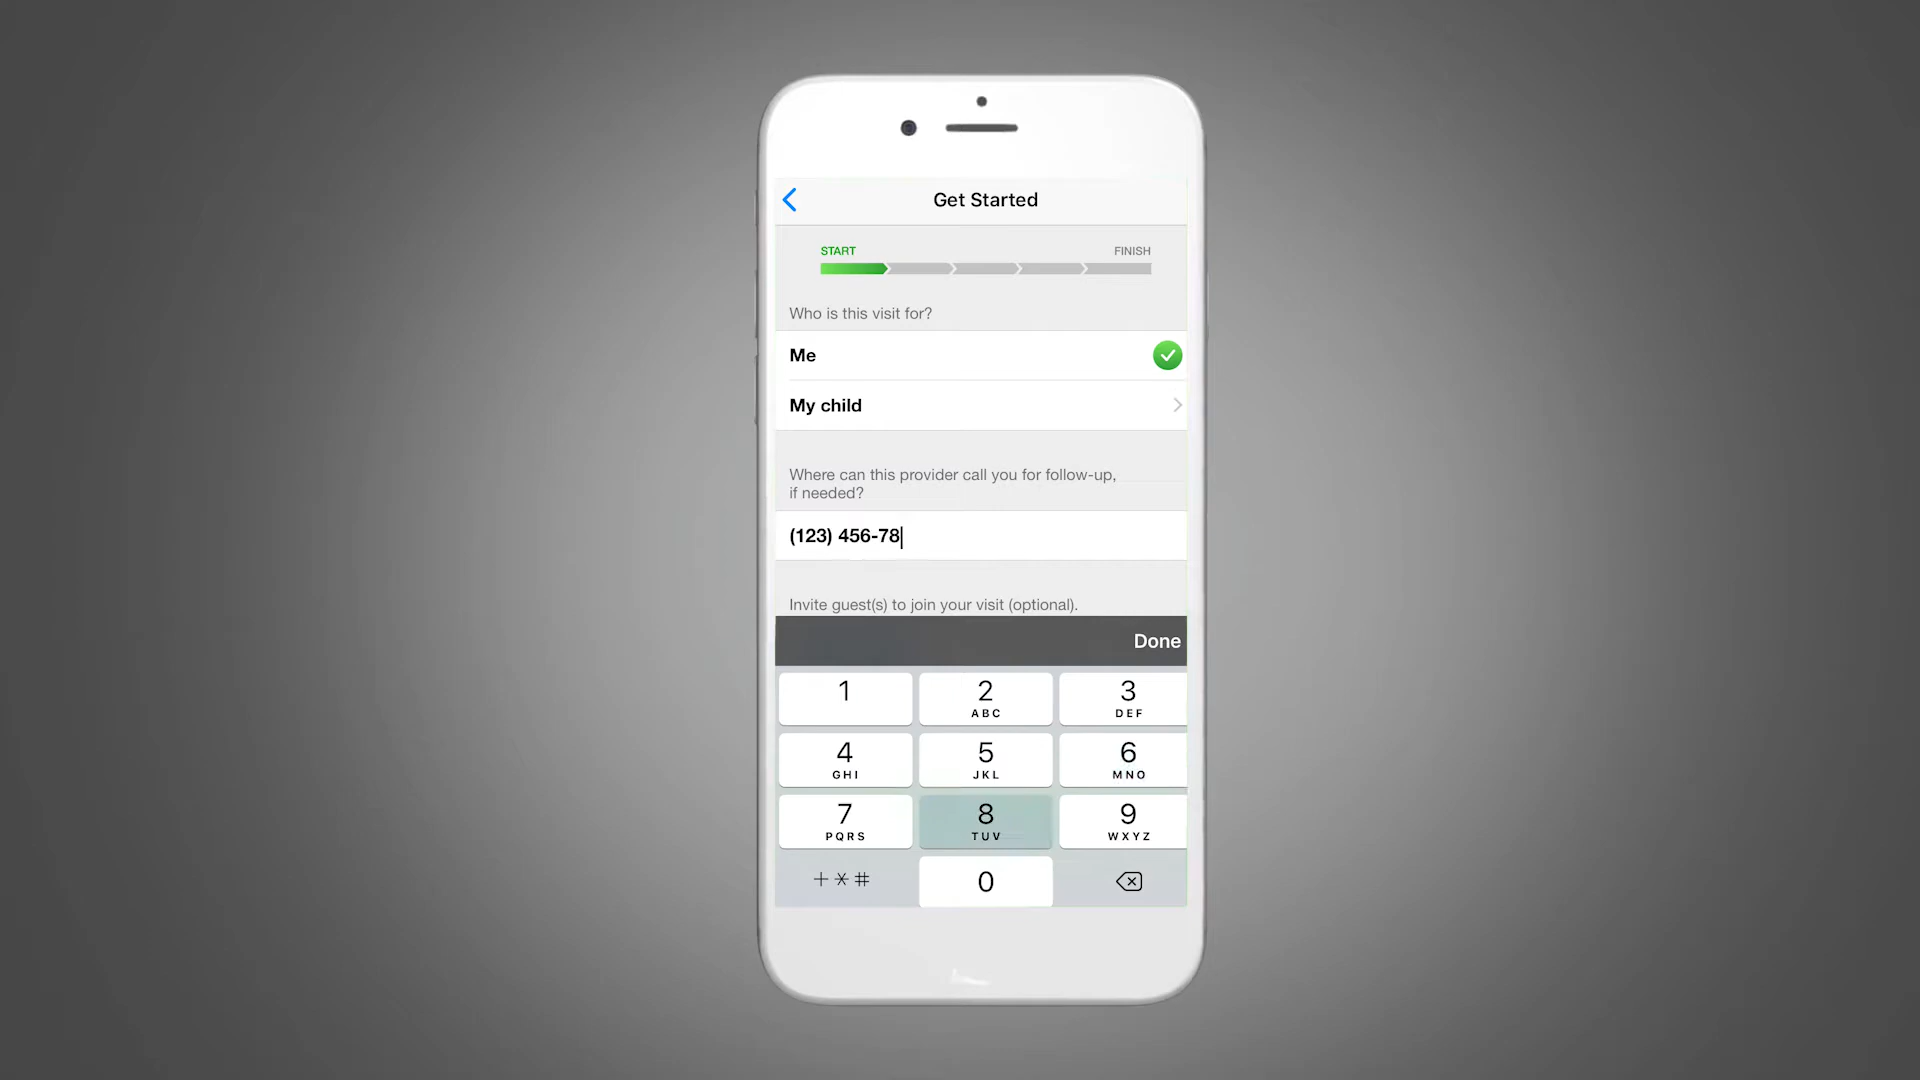 Get Started
START FINISH
Who is this visit for?
Me
My child
Where can this provider call you for follow-up,
if needed?
(123) 456-78
Invite guest(s) to join your visit (optional).
Done
1 2 3
ABC DEF
4 5 6
GHI JKL MNO
7 8 9
PQRS TUV WXYZ
+*# 0